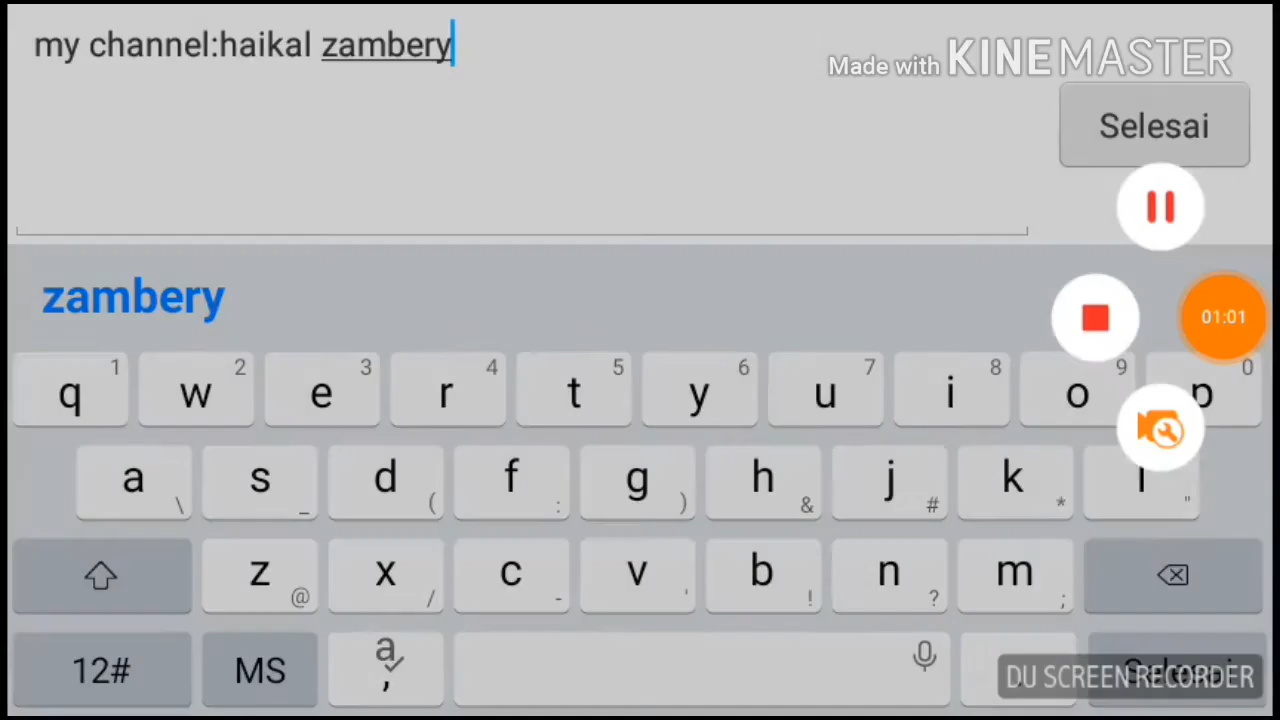 my channel:haikal zambery
Made with KINEMASTER
Selesai
zambery
01:01
q 1 w 2 e 3 r 4 t 5 y 6 u 7 i 8 o 9 p 0
a \ s _ d ( f : g ) h & j # k * l "
z @ x / c - v ' b ! n ? m ;
12# MS a , Selesai
DU SCREEN RECORDER